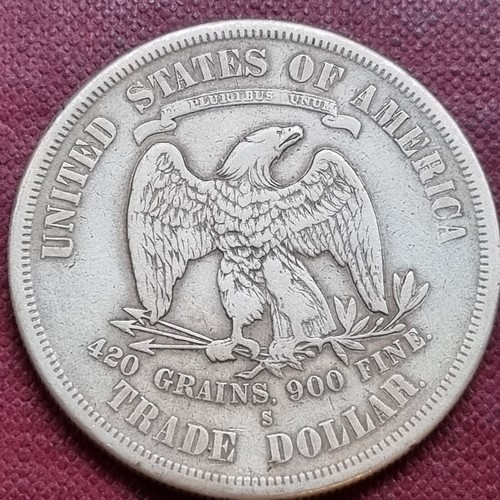 UNITED STATES OF AMERICA
E PLURIBUS UNUM
420 GRAINS, 900 FINE.
S
TRADE DOLLAR.